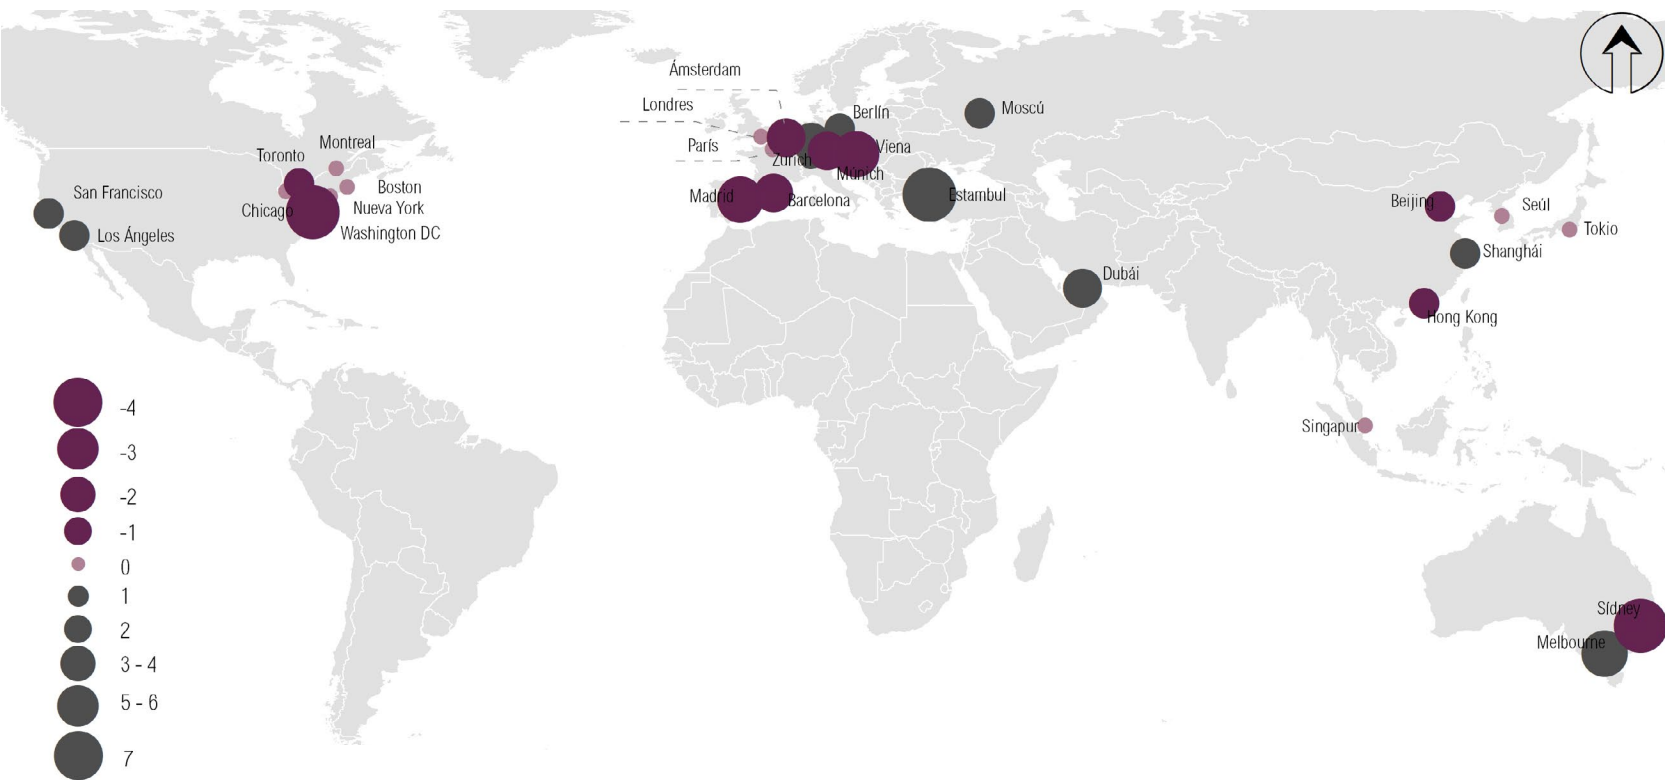 Ámsterdam
Londres
París
Berlín
Moscú
Viena
Zúrich
Múnich
Madrid
Barcelona
Estambul
Montreal
Toronto
Boston
San Francisco
Chicago
Nueva York
Los Ángeles
Washington DC
Beijing
Seúl
Tokio
Shanghái
Dubái
Hong Kong
Singapur
Sídney
Melbourne
-4
-3
-2
-1
0
1
2
3 - 4
5 - 6
7